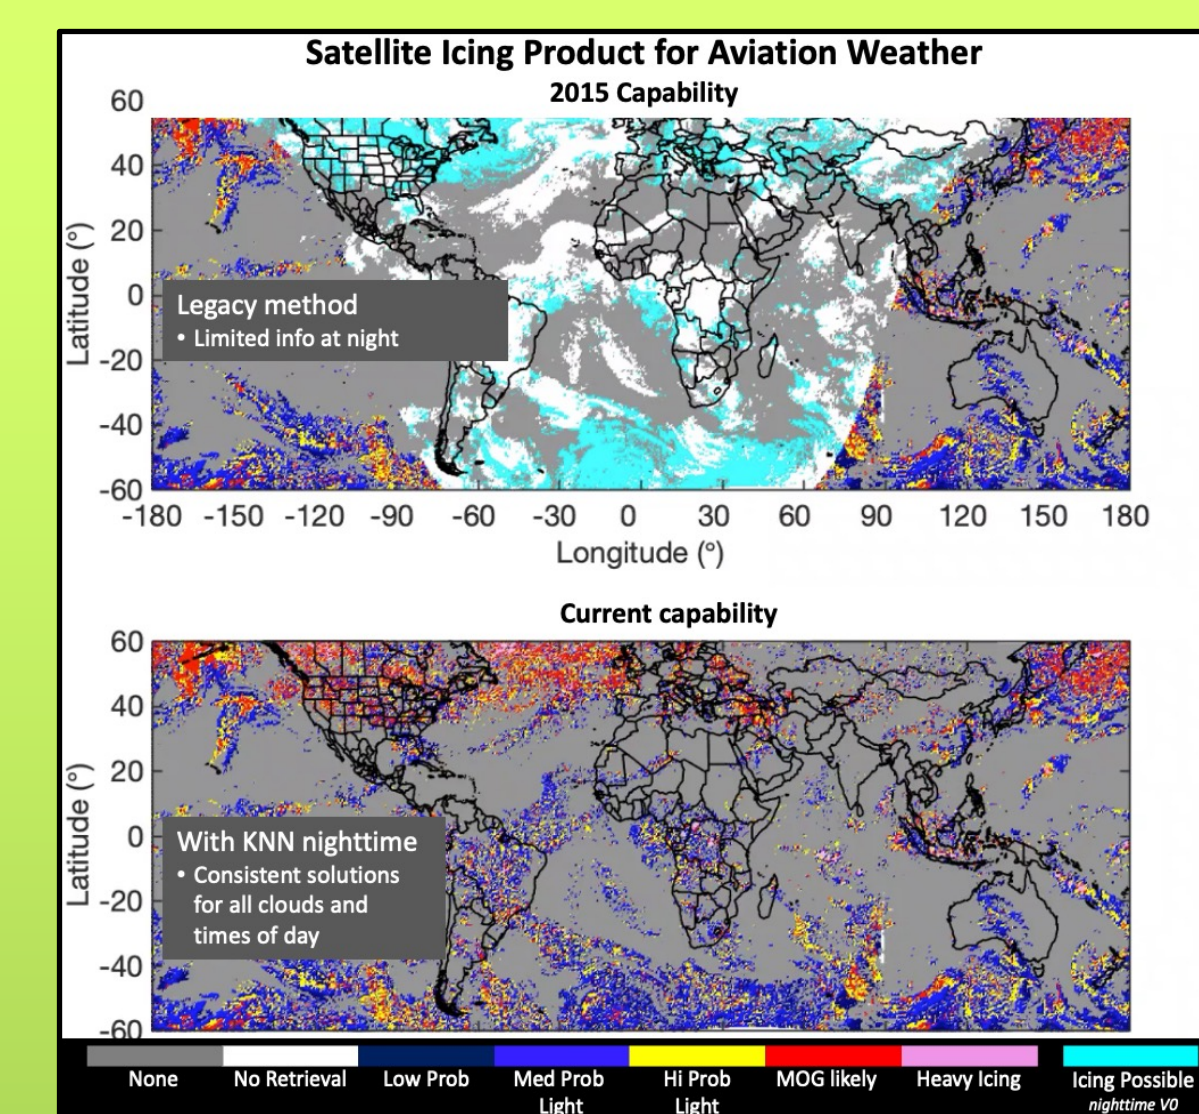 Satellite Icing Product for Aviation Weather
2015 Capability
60
40
20
0
-20
-40
-60
Latitude (°)
Legacy method
• Limited info at night
-180 -150 -120 -90 -60 -30 0 30 60 90 120 150 180
Longitude (°)
Current capability
60
40
20
0
-20
-40
-60
Latitude (°)
With KNN nighttime
• Consistent solutions
for all clouds and
times of day
None No Retrieval Low Prob Med Prob Hi Prob MOG likely Heavy Icing Icing Possible
Light Light nighttime V0